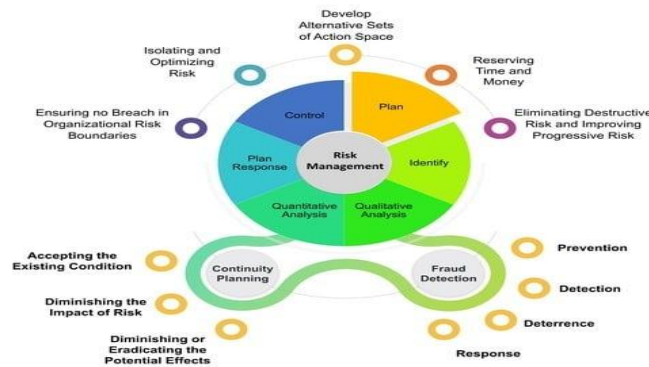 Develop
Alternative Sets
of Action Space
Isolating and
Optimizing
Risk
Reserving
Time and
Money
Ensuring no Breach in
Organizational Risk
Boundaries
Eliminating Destructive
Risk and Improving
Progressive Risk
Control
Plan
Plan
Response
Risk
Management
Identify
Quantitative
Analysis
Qualitative
Analysis
Accepting the
Existing Condition
Continuity
Planning
Fraud
Detection
Prevention
Detection
Diminishing the
Impact of Risk
Deterrence
Diminishing or
Eradicating the
Potential Effects
Response